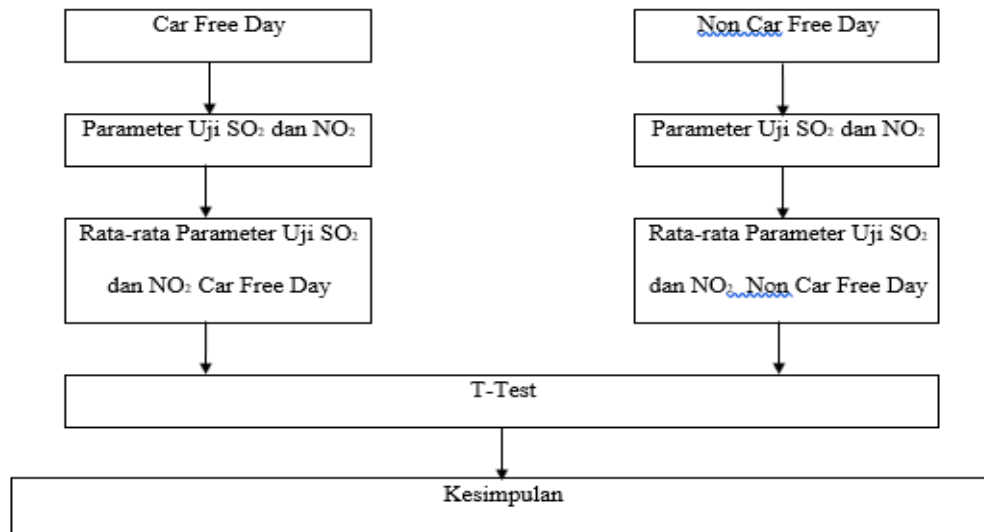 Car Free Day
Non Car Free Day
Parameter Uji SO₂ dan NO₂
Parameter Uji SO₂ dan NO₂
Rata-rata Parameter Uji SO₂
dan NO₂ Car Free Day
Rata-rata Parameter Uji SO₂
dan NO₂ Non Car Free Day
T-Test
Kesimpulan